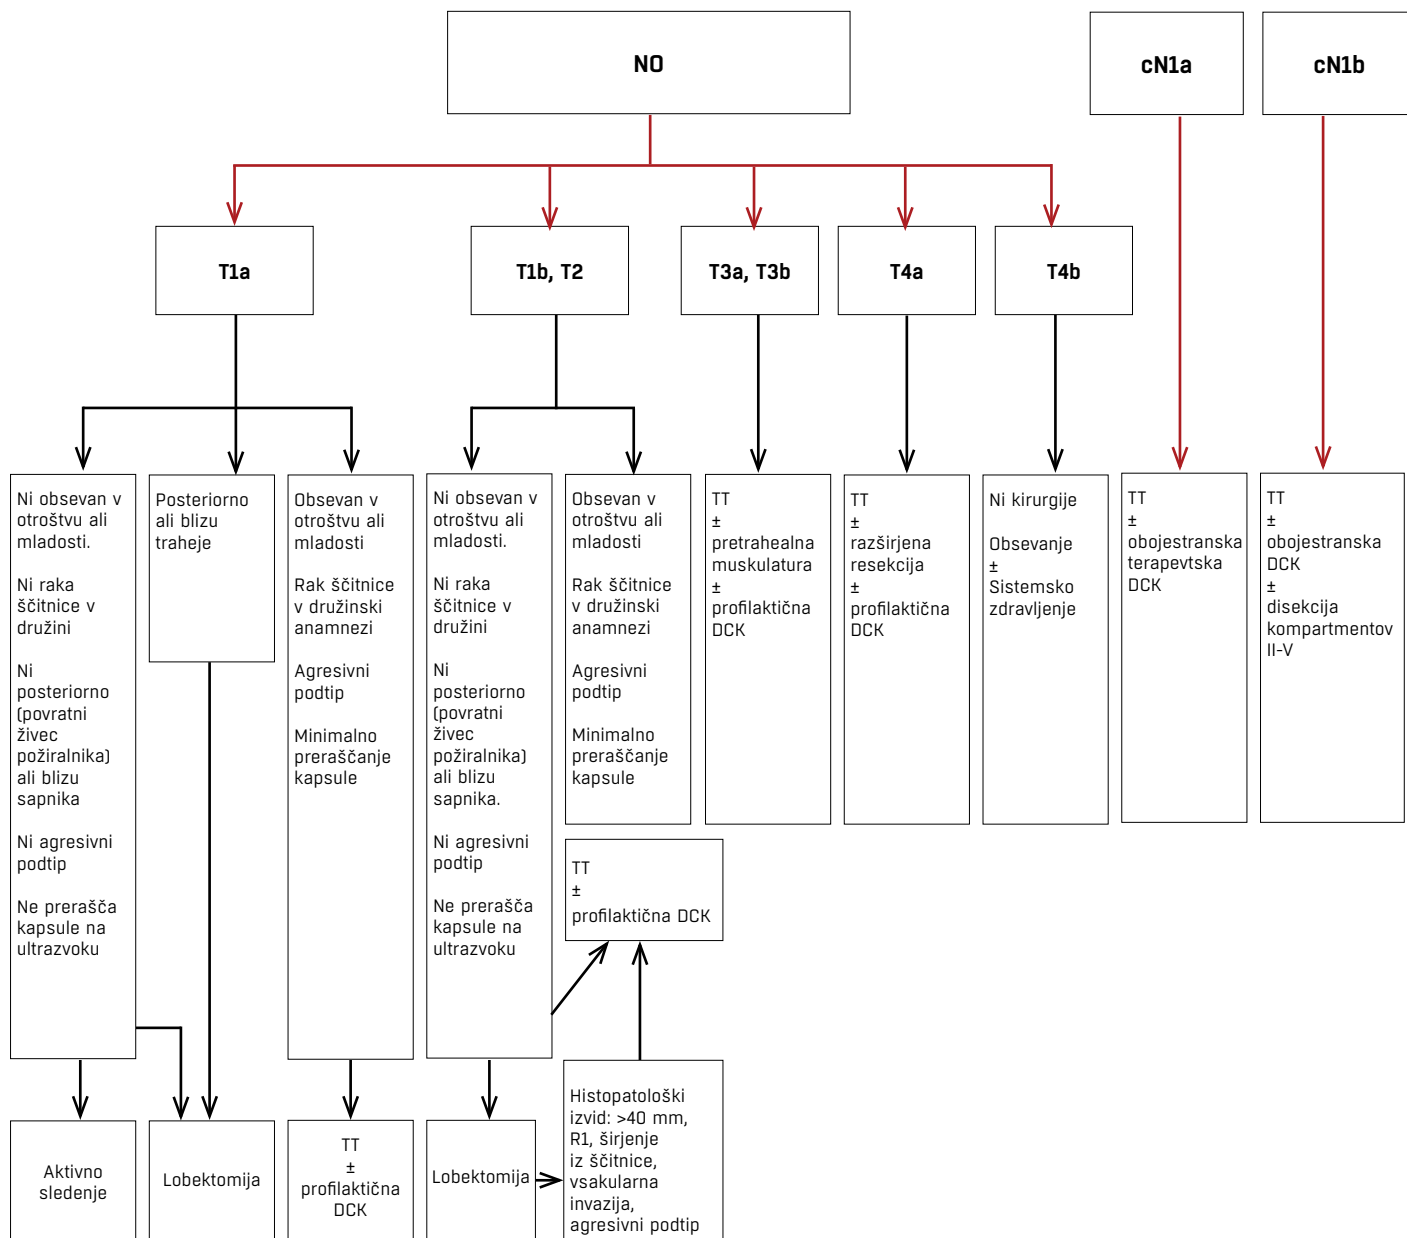 N0
cN1a
cN1b
T1a
T1b, T2
T3a, T3b
T4a
T4b
Ni obsevan v
otroštvu ali
mladosti.
Ni raka
ščitnice v
družini
Ni
posteriorno
(povratni
živec
požiralnika)
ali blizu
sapnika
Ni agresivni
podtip
Ne prerašča
kapsule na
ultrazvoku
Posteriorno
ali blizu
traheje
Obsevan v
otroštvu ali
mladosti
Rak ščitnice
v družinski
anamnezi
Agresivni
podtip
Minimalno
preraščanje
kapsule
Ni obsevan v
otroštvu ali
mladosti.
Ni raka
ščitnice v
družini
Ni
posteriorno
(povratni
živec
požiralnika)
ali blizu
sapnika.
Ni agresivni
podtip
Ne prerašča
kapsule na
ultrazvoku
Obsevan v
otroštvu ali
mladosti
Rak ščitnice
v družinski
anamnezi
Agresivni
podtip
Minimalno
preraščanje
kapsule
TT
±
pretrahealna
muskulatura
±
profilaktična
DCK
TT
±
razširjena
resekcija
±
profilaktična
DCK
Ni kirurgije
Obsevanje
±
Sistemsko
zdravljenje
TT
±
obojestranska
terapevtska
DCK
TT
±
obojestranska
DCK
±
disekcija
kompartmentov
II-V
TT
±
profilaktična DCK
Aktivno
sledenje
Lobektomija
TT
±
profilaktična
DCK
Lobektomija
Histopatološki
izvid: >40 mm,
R1, širjenje
iz ščitnice,
vsakularna
invazija,
agresivni podtip